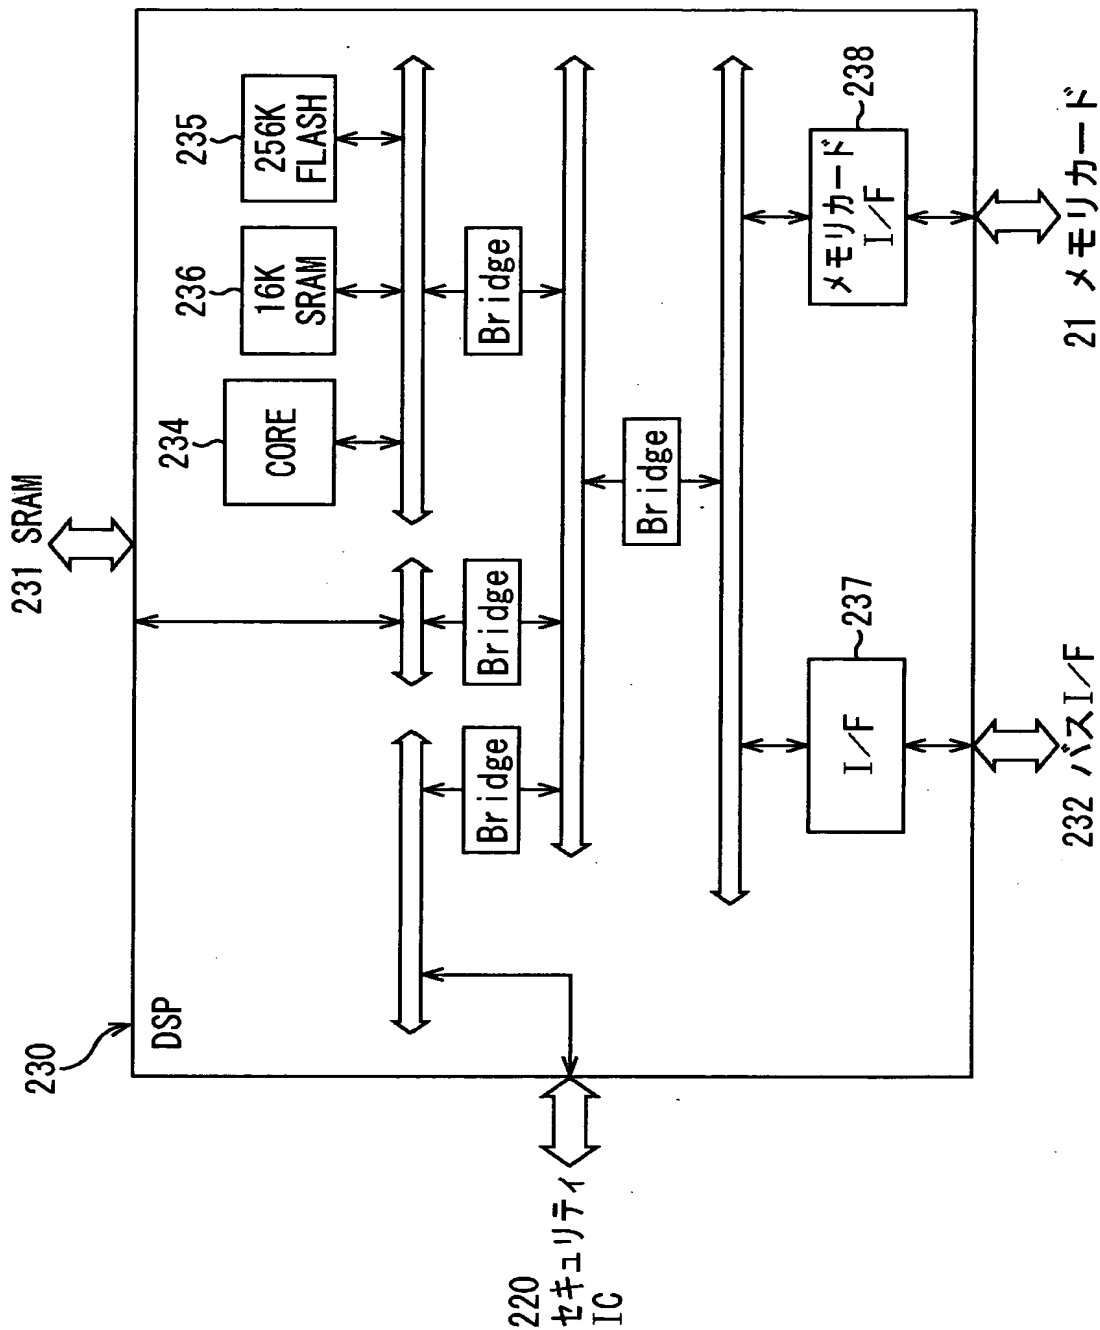 231 SRAM
230
DSP
234
236
235
CORE
16K
SRAM
256K
FLASH
Bridge
Bridge
Bridge
220
セキュリティ
IC
Bridge
237
238
I/F
メモリカード
I/F
232 バスI/F
21 メモリカード